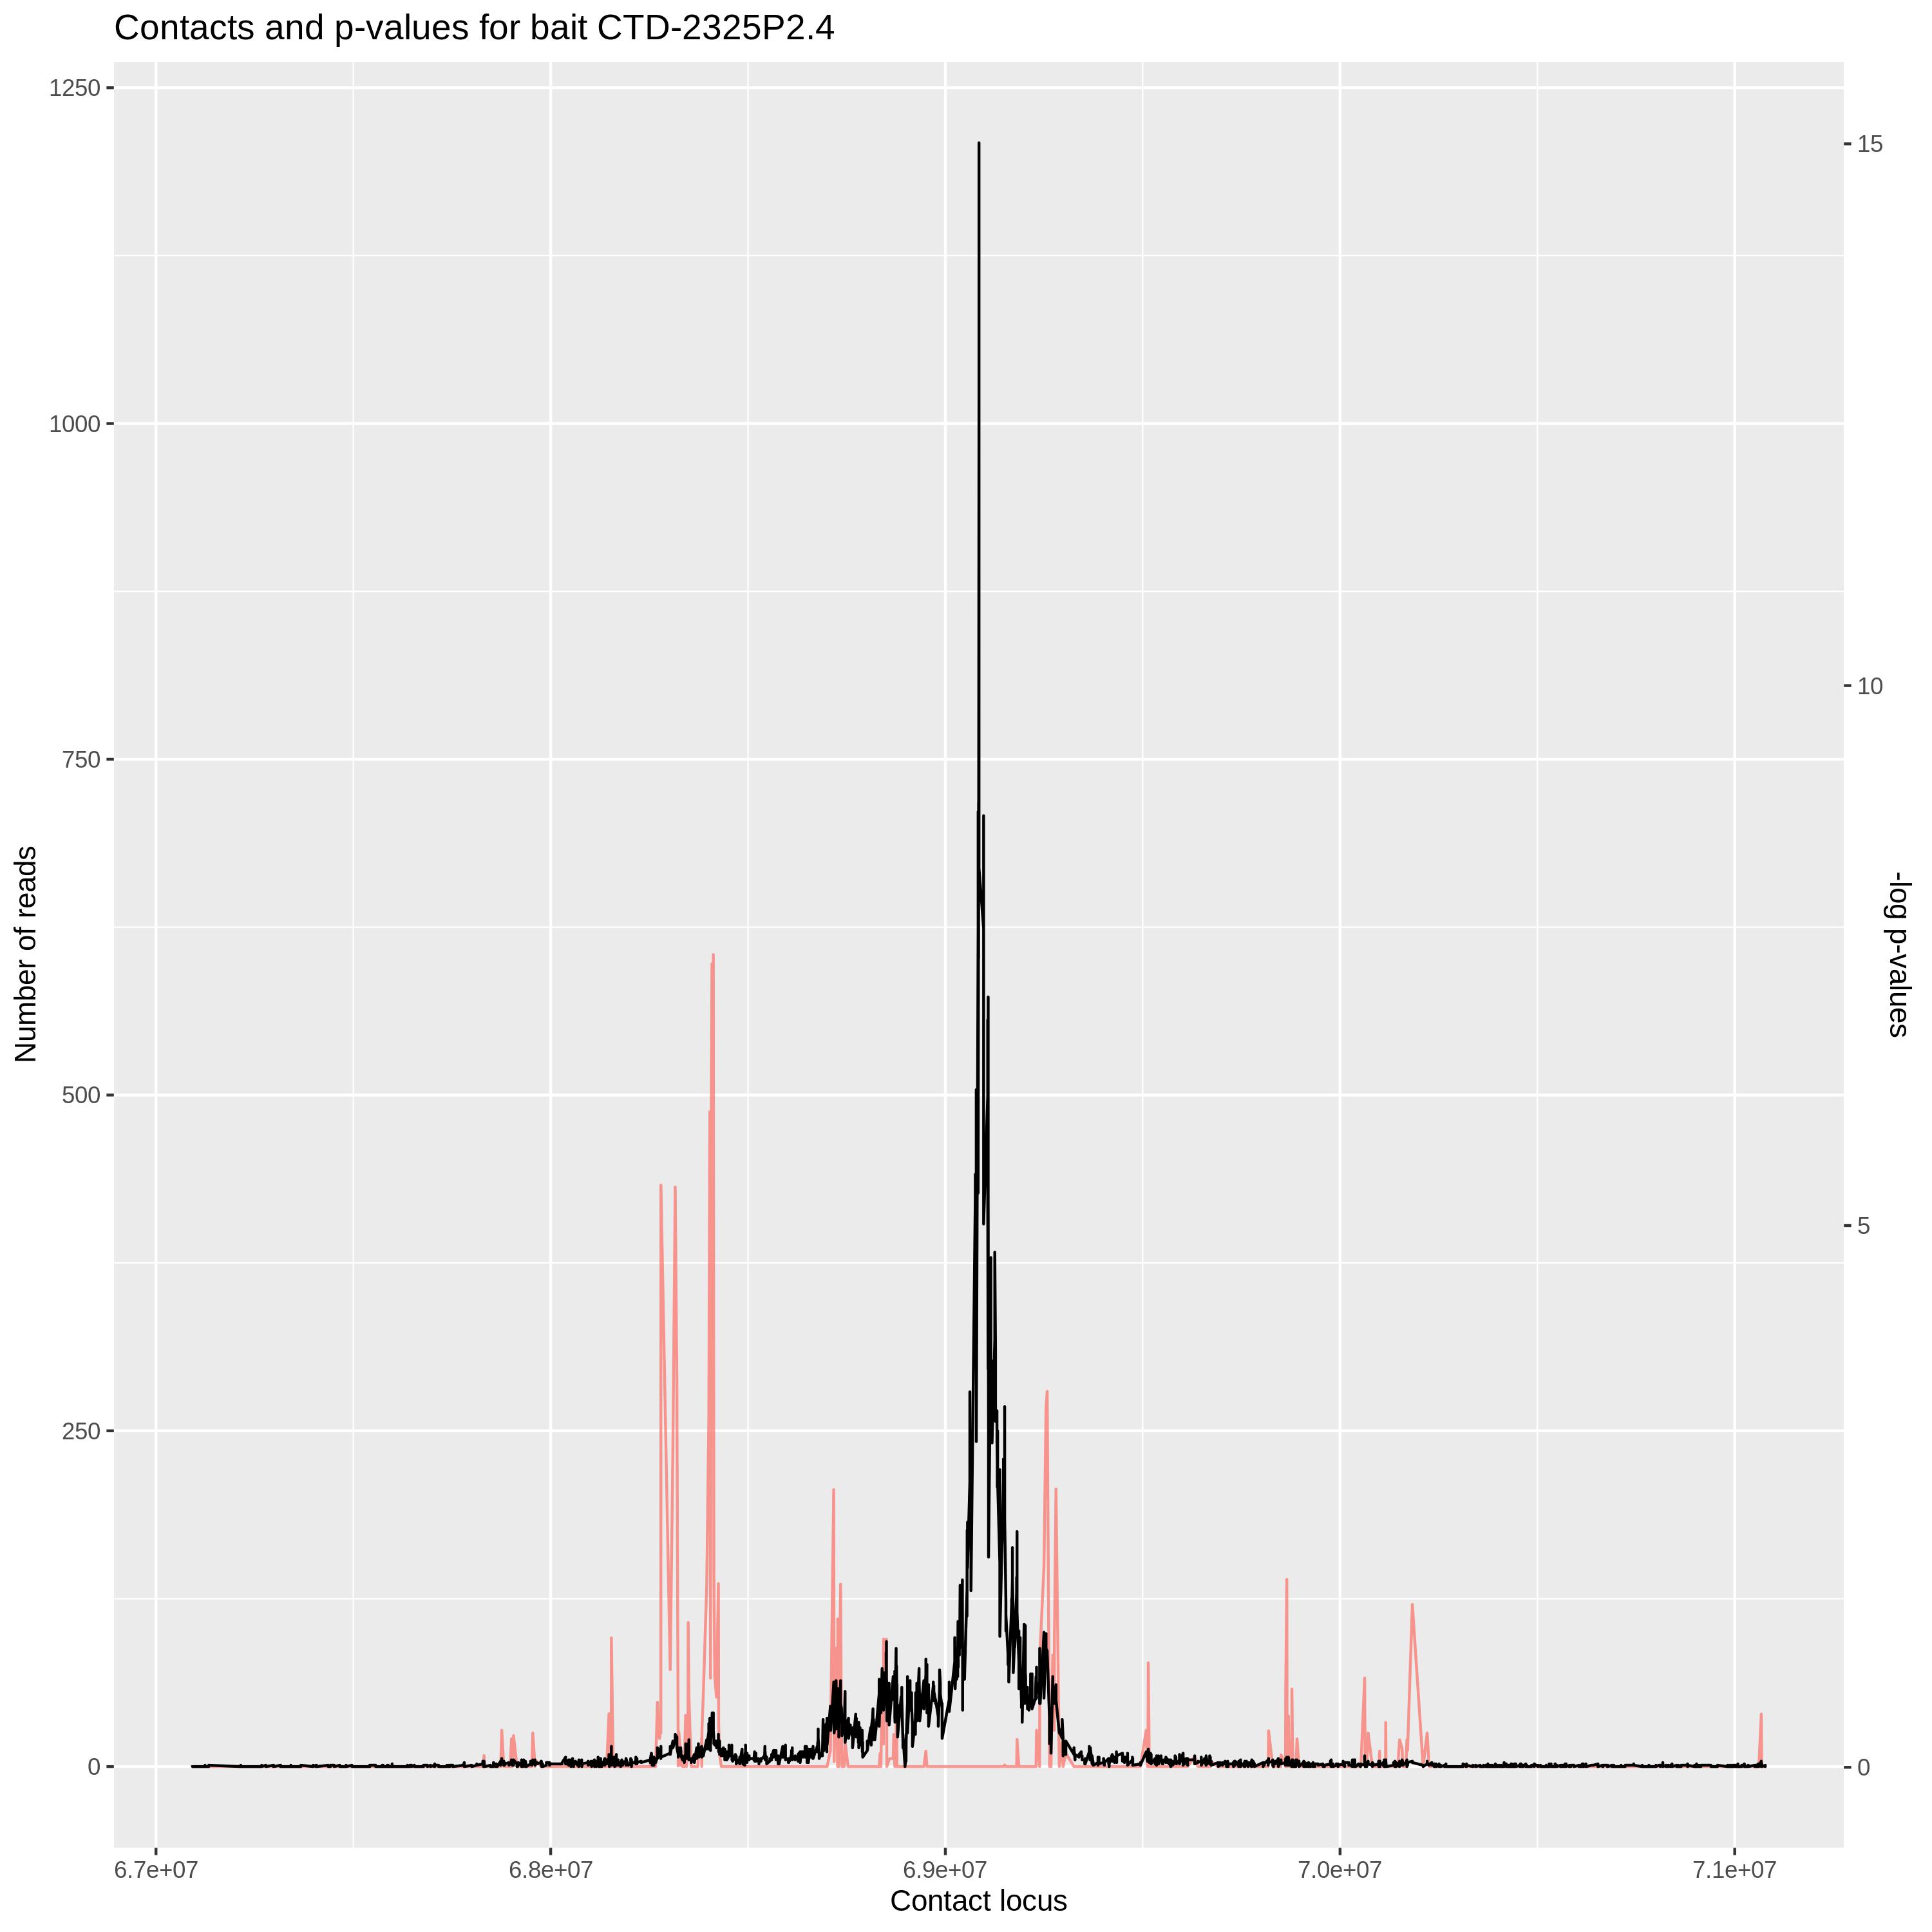 Contacts and p-values for bait CTD-2325P2.4
1250
1000
750
500
250
0
Number of reads
15
10
5
0
-log p-values
6.7e+07
6.8e+07
6.9e+07
7.0e+07
7.1e+07
Contact locus